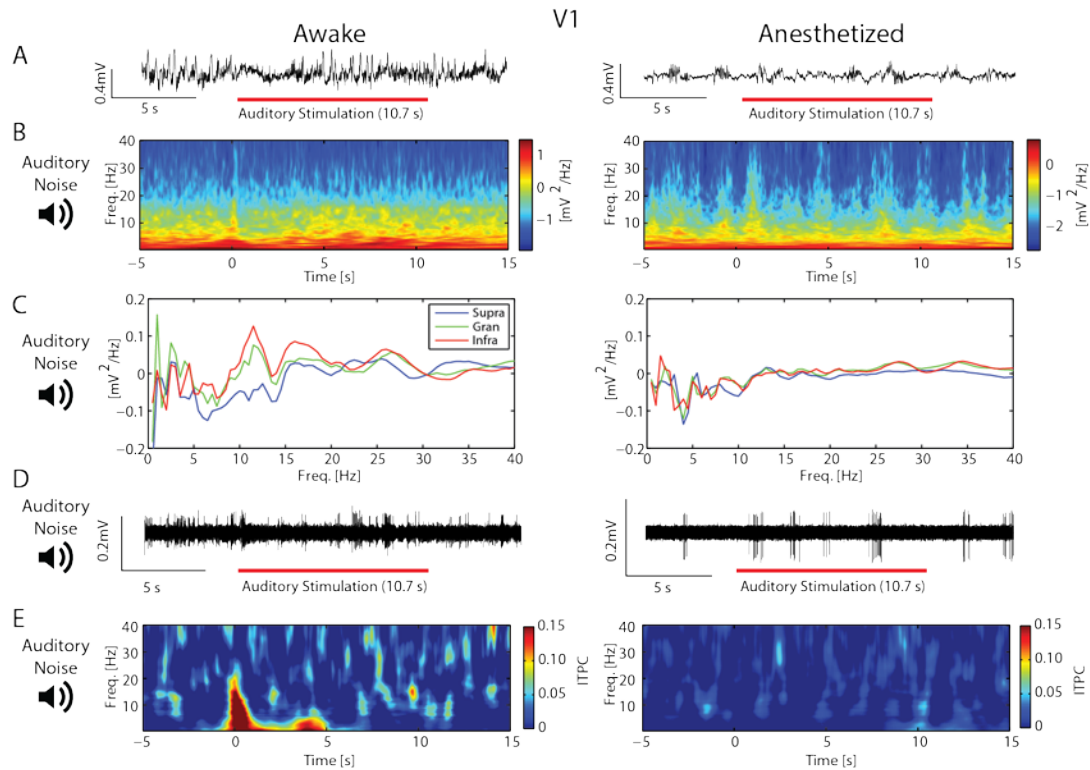 V1
Awake
Anesthetized
A
0.4mV
5 s
Auditory Stimulation (10.7 s)
0.4mV
5 s
Auditory Stimulation (10.7 s)
B
Auditory
Noise
Freq. [Hz]
40
30
20
10
−5
0
5
10
15
Time [s]
1
0
−1
[mV²/Hz]
Freq. [Hz]
40
30
20
10
−5
0
5
10
15
Time [s]
0
−1
−2
[mV²/Hz]
C
Auditory
Noise
[mV²/Hz]
0.2
0.1
0
−0.1
−0.2
Supra
Gran
Infra
0
5
10
15
20
25
30
35
40
Freq. [Hz]
[mV²/Hz]
0.2
0.1
0
−0.1
−0.2
0
5
10
15
20
25
30
35
40
Freq. [Hz]
D
Auditory
Noise
0.2mV
5 s
Auditory Stimulation (10.7 s)
0.2mV
5 s
Auditory Stimulation (10.7 s)
E
Auditory
Noise
Freq. [Hz]
40
30
20
10
−5
0
5
10
15
Time [s]
0.15
0.10
0.05
0
ITPC
Freq. [Hz]
40
30
20
10
−5
0
5
10
15
Time [s]
0.15
0.10
0.05
0
ITPC